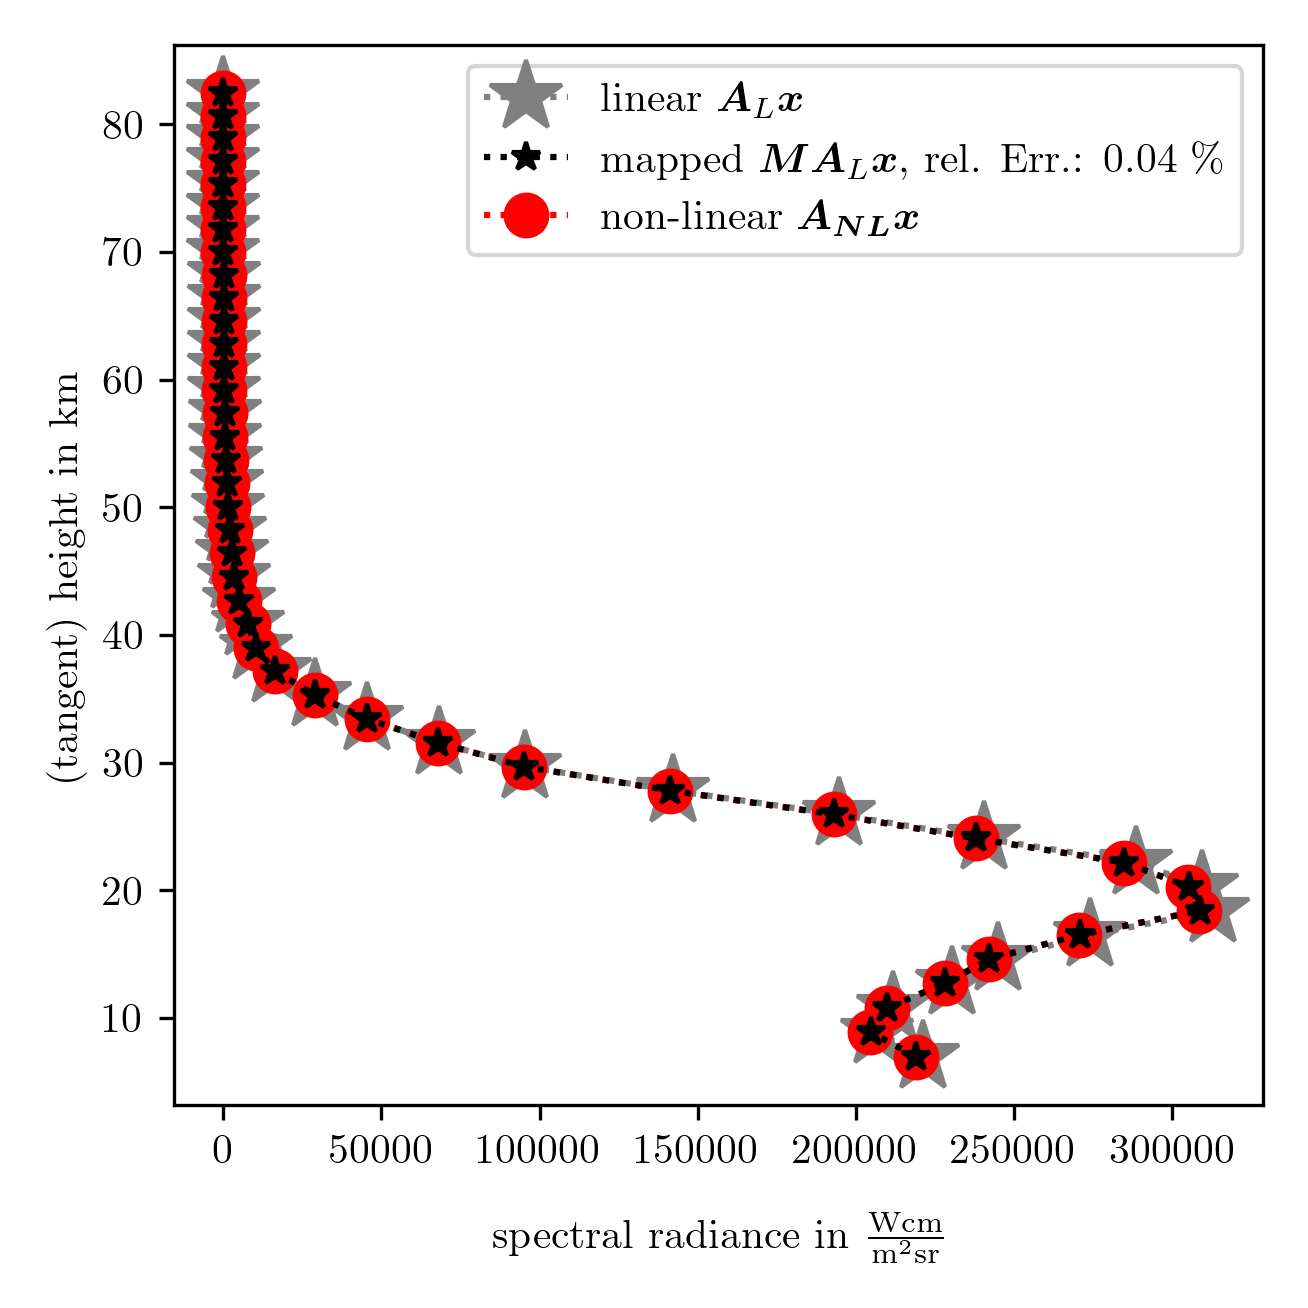 linear A_L x
mapped MA_L x, rel. Err.: 0.04 %
non-linear A_NL x
80
70
60
50
40
30
20
10
(tangent) height in km
0 50000 100000 150000 200000 250000 300000
spectral radiance in Wcm/m²sr